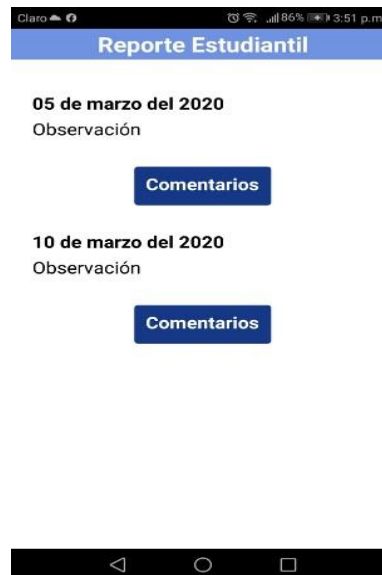 Claro 86% 3:51 p.m
Reporte Estudiantil
05 de marzo del 2020
Observación
Comentarios
10 de marzo del 2020
Observación
Comentarios